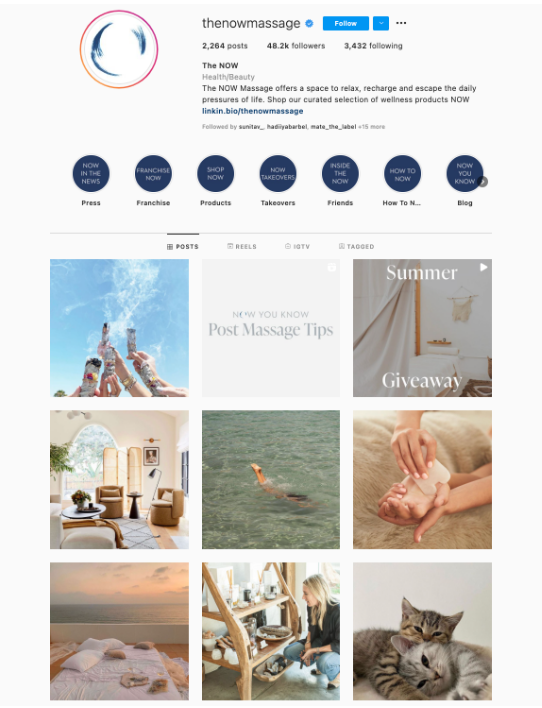 thenowmassage Follow
2,264 posts 48.2k followers 3,432 following
The NOW
Health/Beauty
The NOW Massage offers a space to relax, recharge and escape the daily
pressures of life. Shop our curated selection of wellness products NOW
linkin.bio/thenowmassage
Followed by sunitav_, hadiiyabarbel, mate_the_label +15 more
NOW
IN THE
NEWS
FRANCHISE
NOW
SHOP
NOW
NOW
TAKEOVERS
INSIDE
THE
NOW
HOW TO
NOW
NOW
YOU
KNOW
Press Franchise Products Takeovers Friends How To N... Blog
POSTS REELS IGTV TAGGED
NOW YOU KNOW
Post Massage Tips
Summer
Giveaway